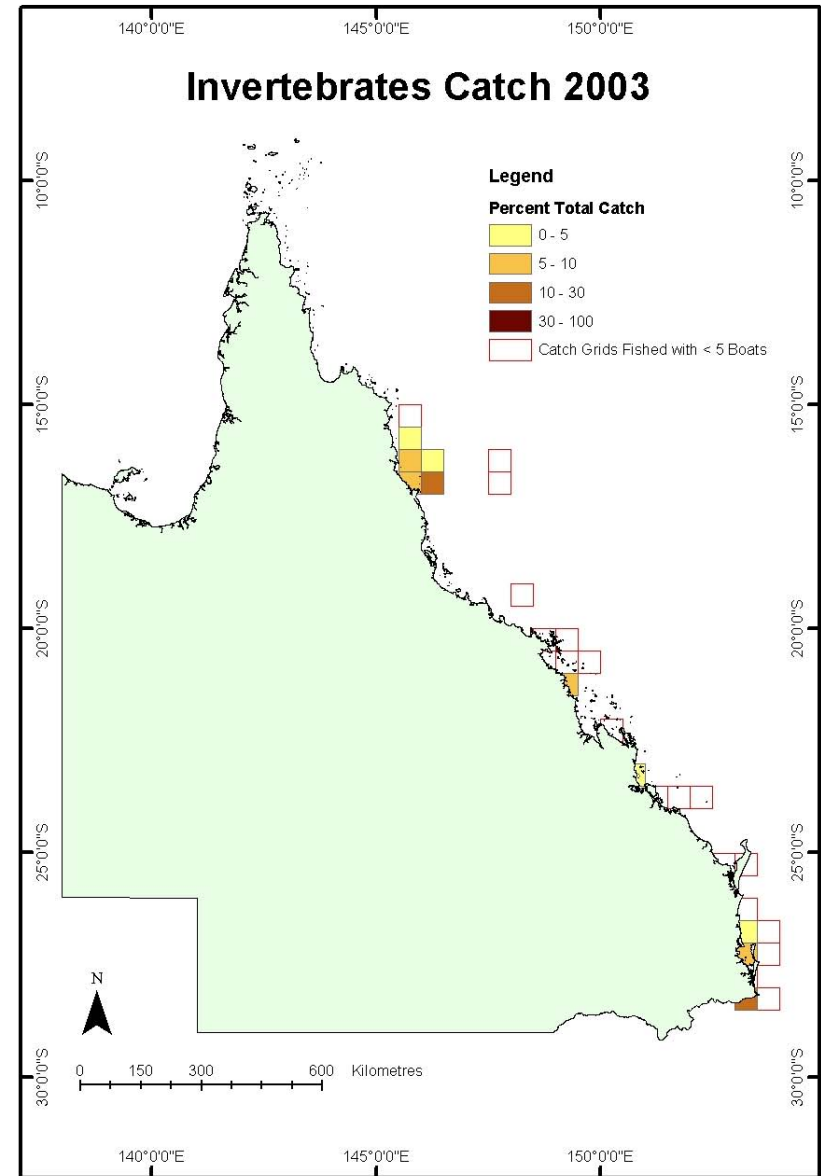 140°0'0"E 145°0'0"E 150°0'0"E
Invertebrates Catch 2003
10°0'0"S
10°0'0"S
Legend
Percent Total Catch
0 - 5
5 - 10
10 - 30
30 - 100
Catch Grids Fished with < 5 Boats
15°0'0"S
15°0'0"S
20°0'0"S
20°0'0"S
25°0'0"S
25°0'0"S
N
0 150 300 600 Kilometres
30°0'0"S
30°0'0"S
140°0'0"E 145°0'0"E 150°0'0"E